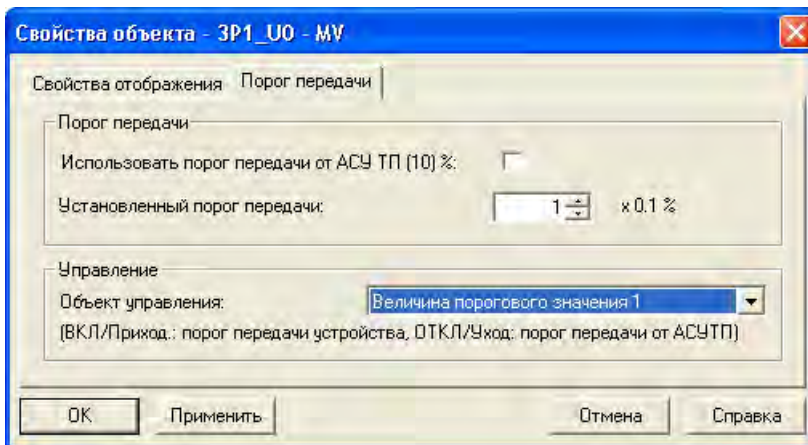 Свойства объекта - 3P1_U0 - MV
Свойства отображения Порог передачи
Порог передачи
Использовать порог передачи от АСУ ТП (10) %:
Установленный порог передачи: 1 x 0.1 %
Управление
Объект управления: Величина порогового значения 1
(ВКЛ/Приход.: порог передачи устройства, ОТКЛ/Уход: порог передачи от АСУТП)
OK Применить Отмена Справка